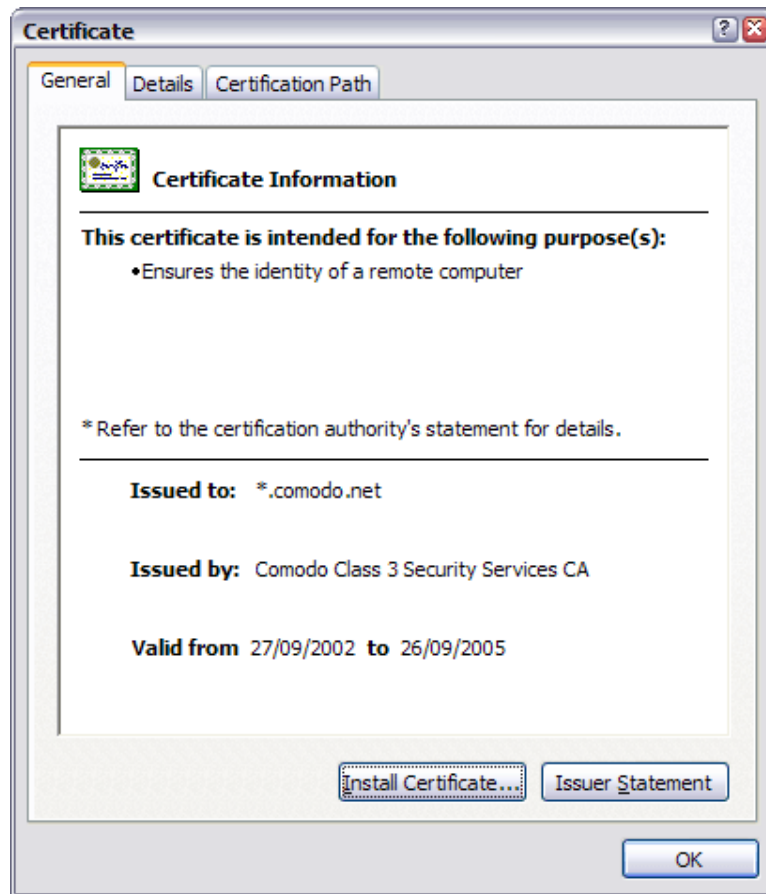 Certificate
General Details Certification Path
Certificate Information
This certificate is intended for the following purpose(s):
•Ensures the identity of a remote computer
* Refer to the certification authority's statement for details.
Issued to: *.comodo.net
Issued by: Comodo Class 3 Security Services CA
Valid from 27/09/2002 to 26/09/2005
Install Certificate... Issuer Statement
OK